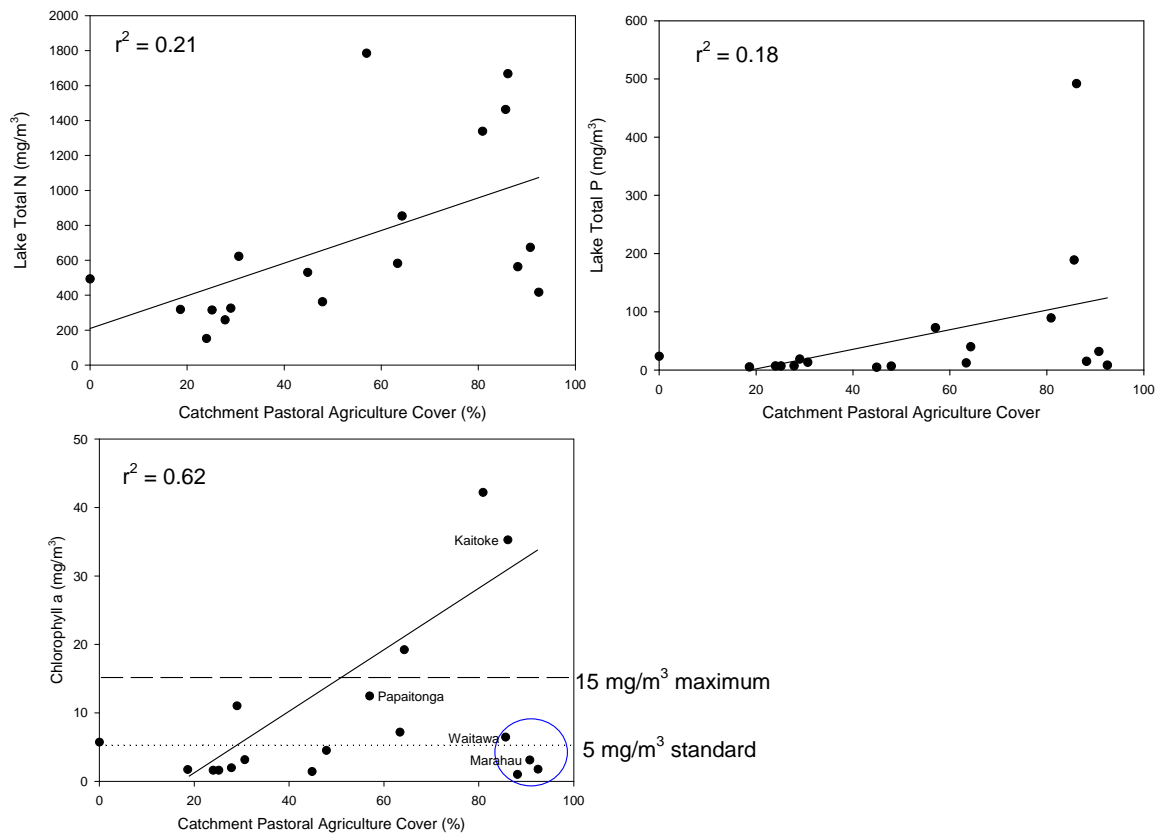 r² = 0.21
Lake Total N (mg/m³)
2000
1800
1600
1400
1200
1000
800
600
400
200
0
0 20 40 60 80 100
Catchment Pastoral Agriculture Cover (%)
r² = 0.18
Lake Total P (mg/m³)
600
500
400
300
200
100
0
0 20 40 60 80 100
Catchment Pastoral Agriculture Cover
r² = 0.62
Chlorophyll a (mg/m³)
50
40
30
20
10
0
Kaitoke
15 mg/m³ maximum
Papaitonga
Waitawa
5 mg/m³ standard
Marahau
0 20 40 60 80 100
Catchment Pastoral Agriculture Cover (%)